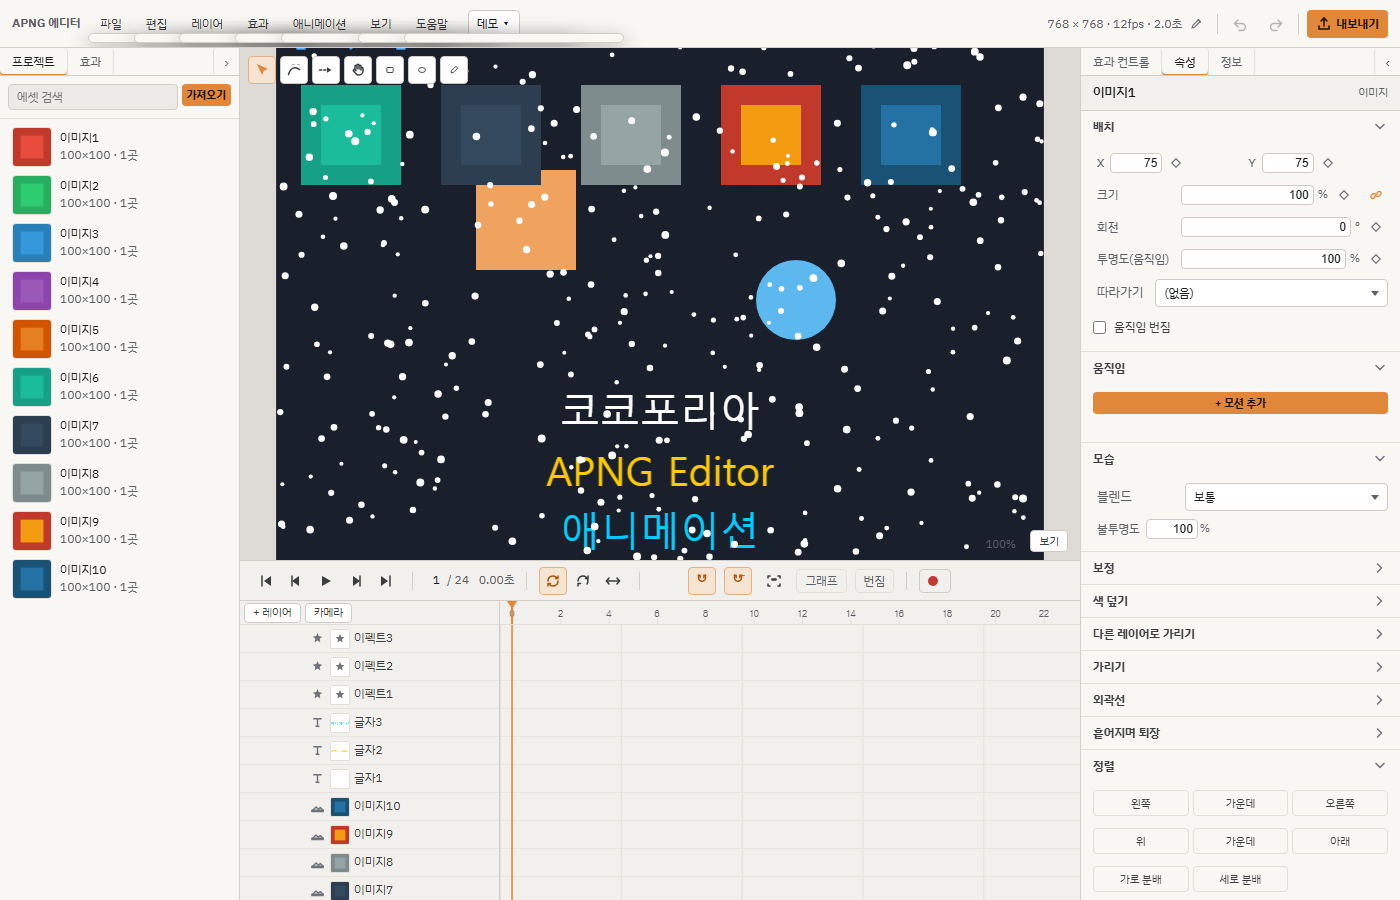 APNG 에디터 파일 편집 레이어 효과 애니메이션 보기 도움말 데모 768 × 768 · 12fps · 2.0초 내보내기
프로젝트 효과
에셋 검색 가져오기
이미지1
100×100 · 1곳
이미지2
100×100 · 1곳
이미지3
100×100 · 1곳
이미지4
100×100 · 1곳
이미지5
100×100 · 1곳
이미지6
100×100 · 1곳
이미지7
100×100 · 1곳
이미지8
100×100 · 1곳
이미지9
100×100 · 1곳
이미지10
100×100 · 1곳
코코포리아
APNG Editor
애니메이션
100% 보기
1 / 24 0.00초 그래프 번짐
+ 레이어 카메라 0 2 4 6 8 10 12 14 16 18 20 22
이펙트3
이펙트2
이펙트1
글자3
글자2
글자1
이미지10
이미지9
이미지8
이미지7
효과 컨트롤 속성 정보
이미지1 이미지
배치
X 75 Y 75
크기 100 %
회전 0 °
투명도(움직임) 100 %
따라가기 (없음)
움직임 번짐
움직임
+ 모션 추가
모습
블렌드 보통
불투명도 100 %
보정
색 덮기
다른 레이어로 가리기
가리기
외곽선
흩어지며 퇴장
정렬
왼쪽 가운데 오른쪽
위 가운데 아래
가로 분배 세로 분배